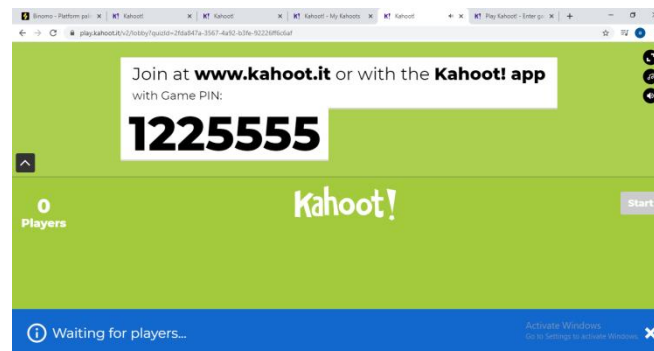 Binomo - Platform pali
Kahoot!
Kahoot!
Kahoot! - My Kahoots
Kahoot!
Play Kahoot! - Enter ga
play.kahoot.it/v2/lobby?quizId=2fda847a-3567-4a92-b3fe-92226ff6c6af
Join at www.kahoot.it or with the Kahoot! app
with Game PIN:
1225555
0
Players
Kahoot!
Start
Waiting for players...
Activate Windows
Go to Settings to activate Windows.